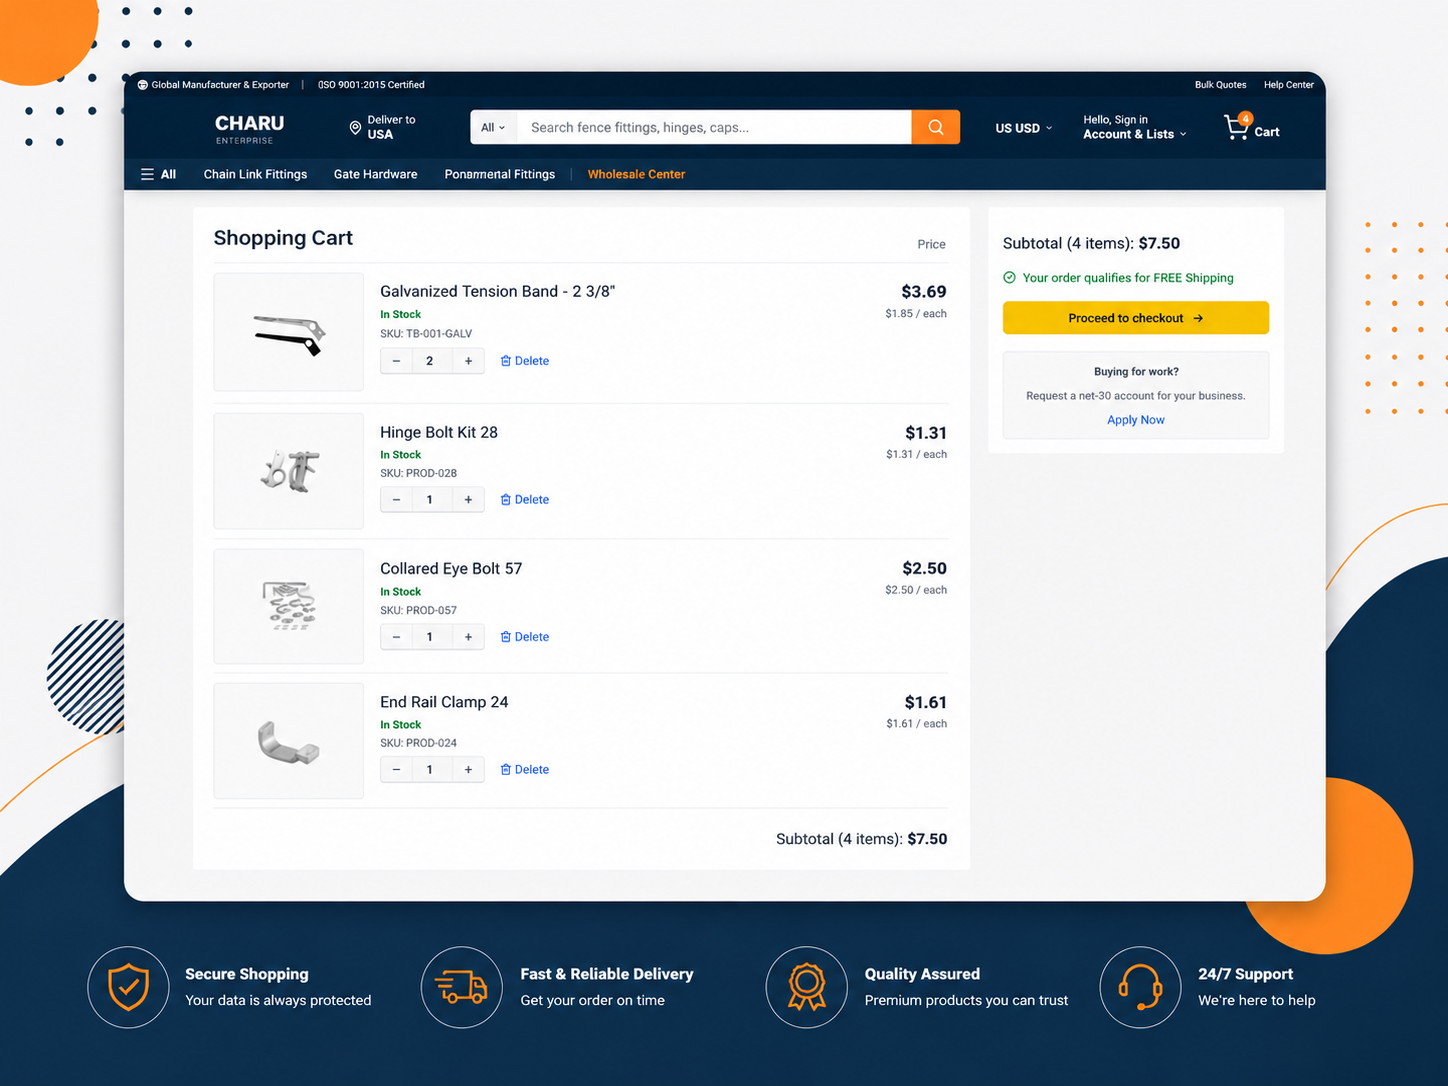 Global Manufacturer & Exporter | ISO 9001:2015 Certified
Bulk Quotes Help Center
CHARU
ENTERPRISE
Deliver to
USA
All
Search fence fittings, hinges, caps...
US USD
Hello, Sign in
Account & Lists
4
Cart
All
Chain Link Fittings
Gate Hardware
Fittings
Wholesale Center
Shopping Cart
Price
Galvanized Tension Band - 2 3/8"
$3.69
In Stock
$1.85 / each
SKU: TB-001-GALV
− 2 + Delete
Hinge Bolt Kit 28
$1.31
In Stock
$1.31 / each
SKU: PROD-028
− 1 + Delete
Collared Eye Bolt 57
$2.50
In Stock
$2.50 / each
SKU: PROD-057
− 1 + Delete
End Rail Clamp 24
$1.61
In Stock
$1.61 / each
SKU: PROD-024
− 1 + Delete
Subtotal (4 items): $7.50
Subtotal (4 items): $7.50
Your order qualifies for FREE Shipping
Proceed to checkout →
Buying for work?
Request a net-30 account for your business.
Apply Now
Secure Shopping
Your data is always protected
Fast & Reliable Delivery
Get your order on time
Quality Assured
Premium products you can trust
24/7 Support
We're here to help